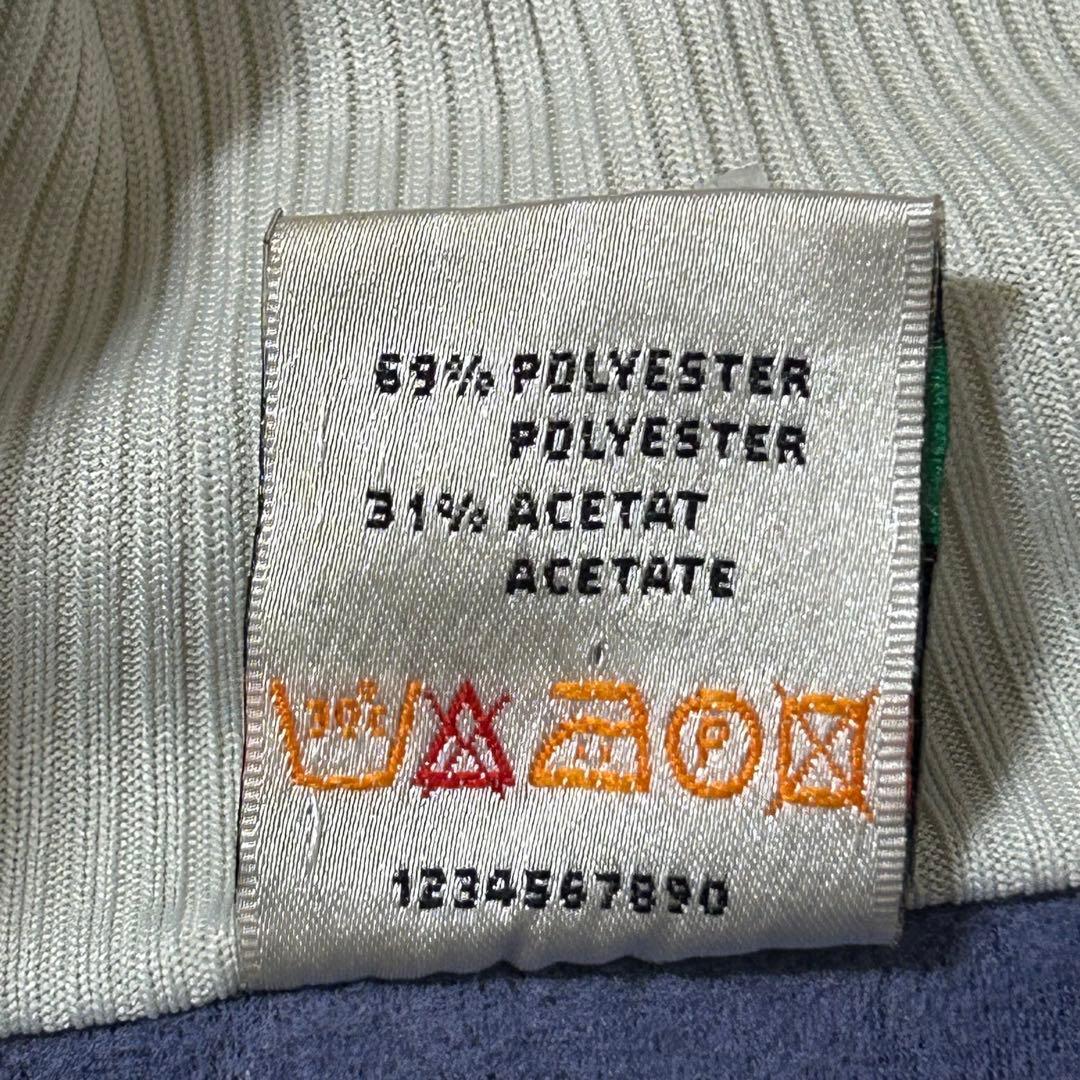 69% POLYESTER
POLYESTER
31% ACETAT
ACETATE
30°C
P
1234567890